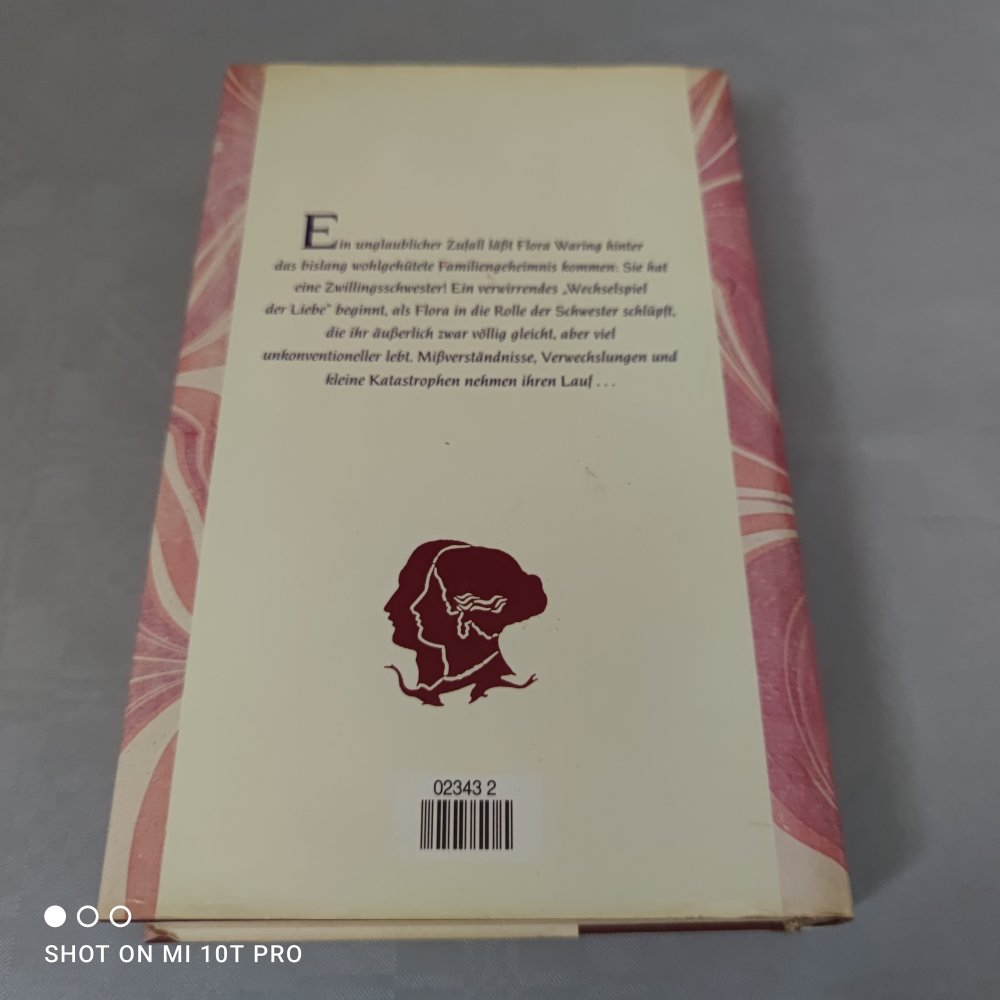 Ein unglaublicher Zufall läßt Flora Waring hinter
das bislang wohlgehütete Familiengeheimnis kommen: Sie hat
eine Zwillingsschwester! Ein verwirrendes „Wechselspiel
der Liebe“ beginnt, als Flora in die Rolle der Schwester schlüpft,
die ihr äußerlich zwar völlig gleicht, aber viel
unkonventioneller lebt. Mißverständnisse, Verwechslungen und
kleine Katastrophen nehmen ihren Lauf . . .
02343 2
SHOT ON MI 10T PRO